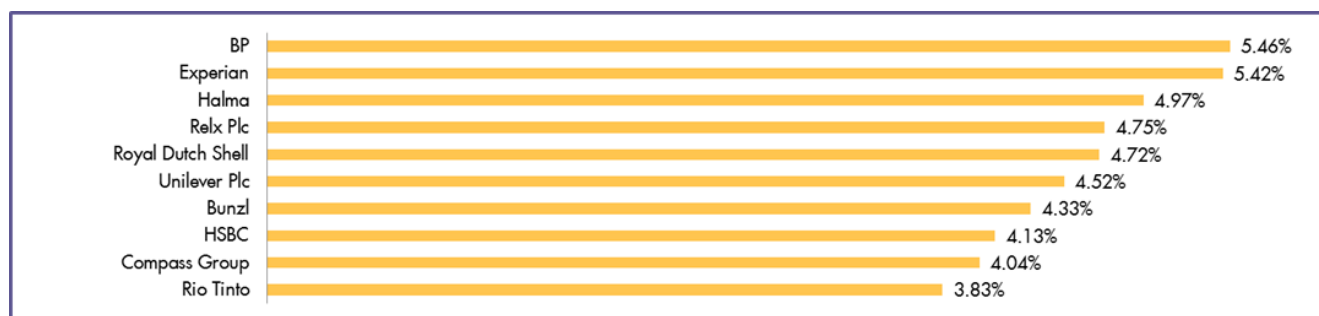 BP 5.46%
Experian 5.42%
Halma 4.97%
Relx Plc 4.75%
Royal Dutch Shell 4.72%
Unilever Plc 4.52%
Bunzl 4.33%
HSBC 4.13%
Compass Group 4.04%
Rio Tinto 3.83%